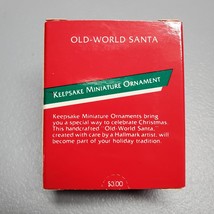 OLD-WORLD SANTA
KEEPSAKE MINIATURE ORNAMENT
Keepsake Miniature Ornaments bring
you a special way to celebrate Christmas.
This handcrafted "Old-World Santa,"
created with care by a Hallmark artist, will
become part of your holiday tradition.
$3.00